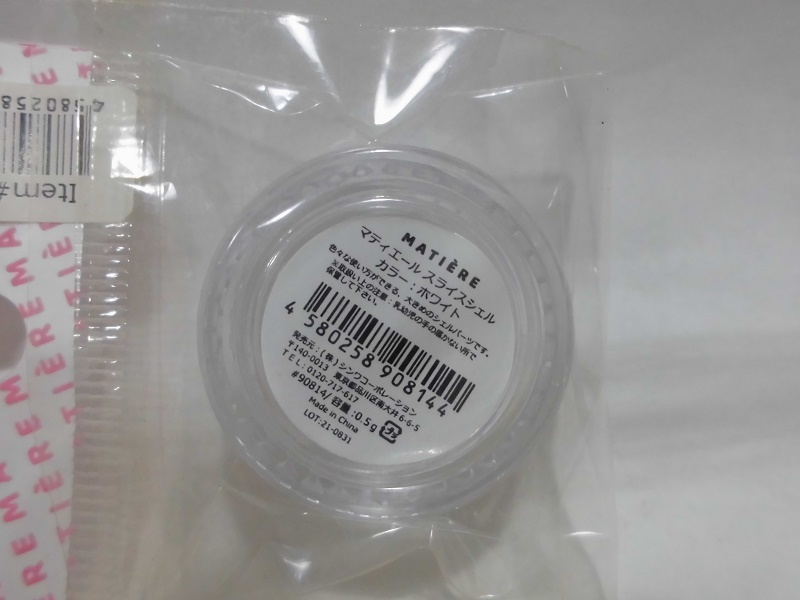 MATIÈRE
マティエール スライスシェル
カラー：ホワイト
色々な使い方ができる、大きめのシェルパーツです。
※取扱い上の注意：乳幼児の手の届かない所で
保管して下さい。
4 580258 908144
発売元：(株)シンワコーポレーション
〒140-0013 東京都品川区南大井6-6-5
TEL：0120-717-617
#90814/ 容量：0.5g
Made in China
LOT:21-0831
4580258
Item#
MATIÈRE
MATIÈRE